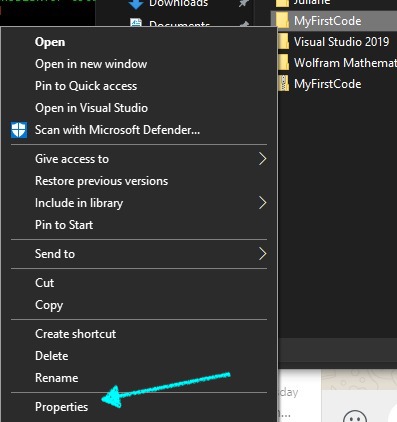 Downloads
Documents
Juliane
MyFirstCode
Visual Studio 2019
Wolfram Mathema
MyFirstCode
Open
Open in new window
Pin to Quick access
Open in Visual Studio
Scan with Microsoft Defender...
Give access to
Restore previous versions
Include in library
Pin to Start
Send to
Cut
Copy
Create shortcut
Delete
Rename
Properties
day
n...